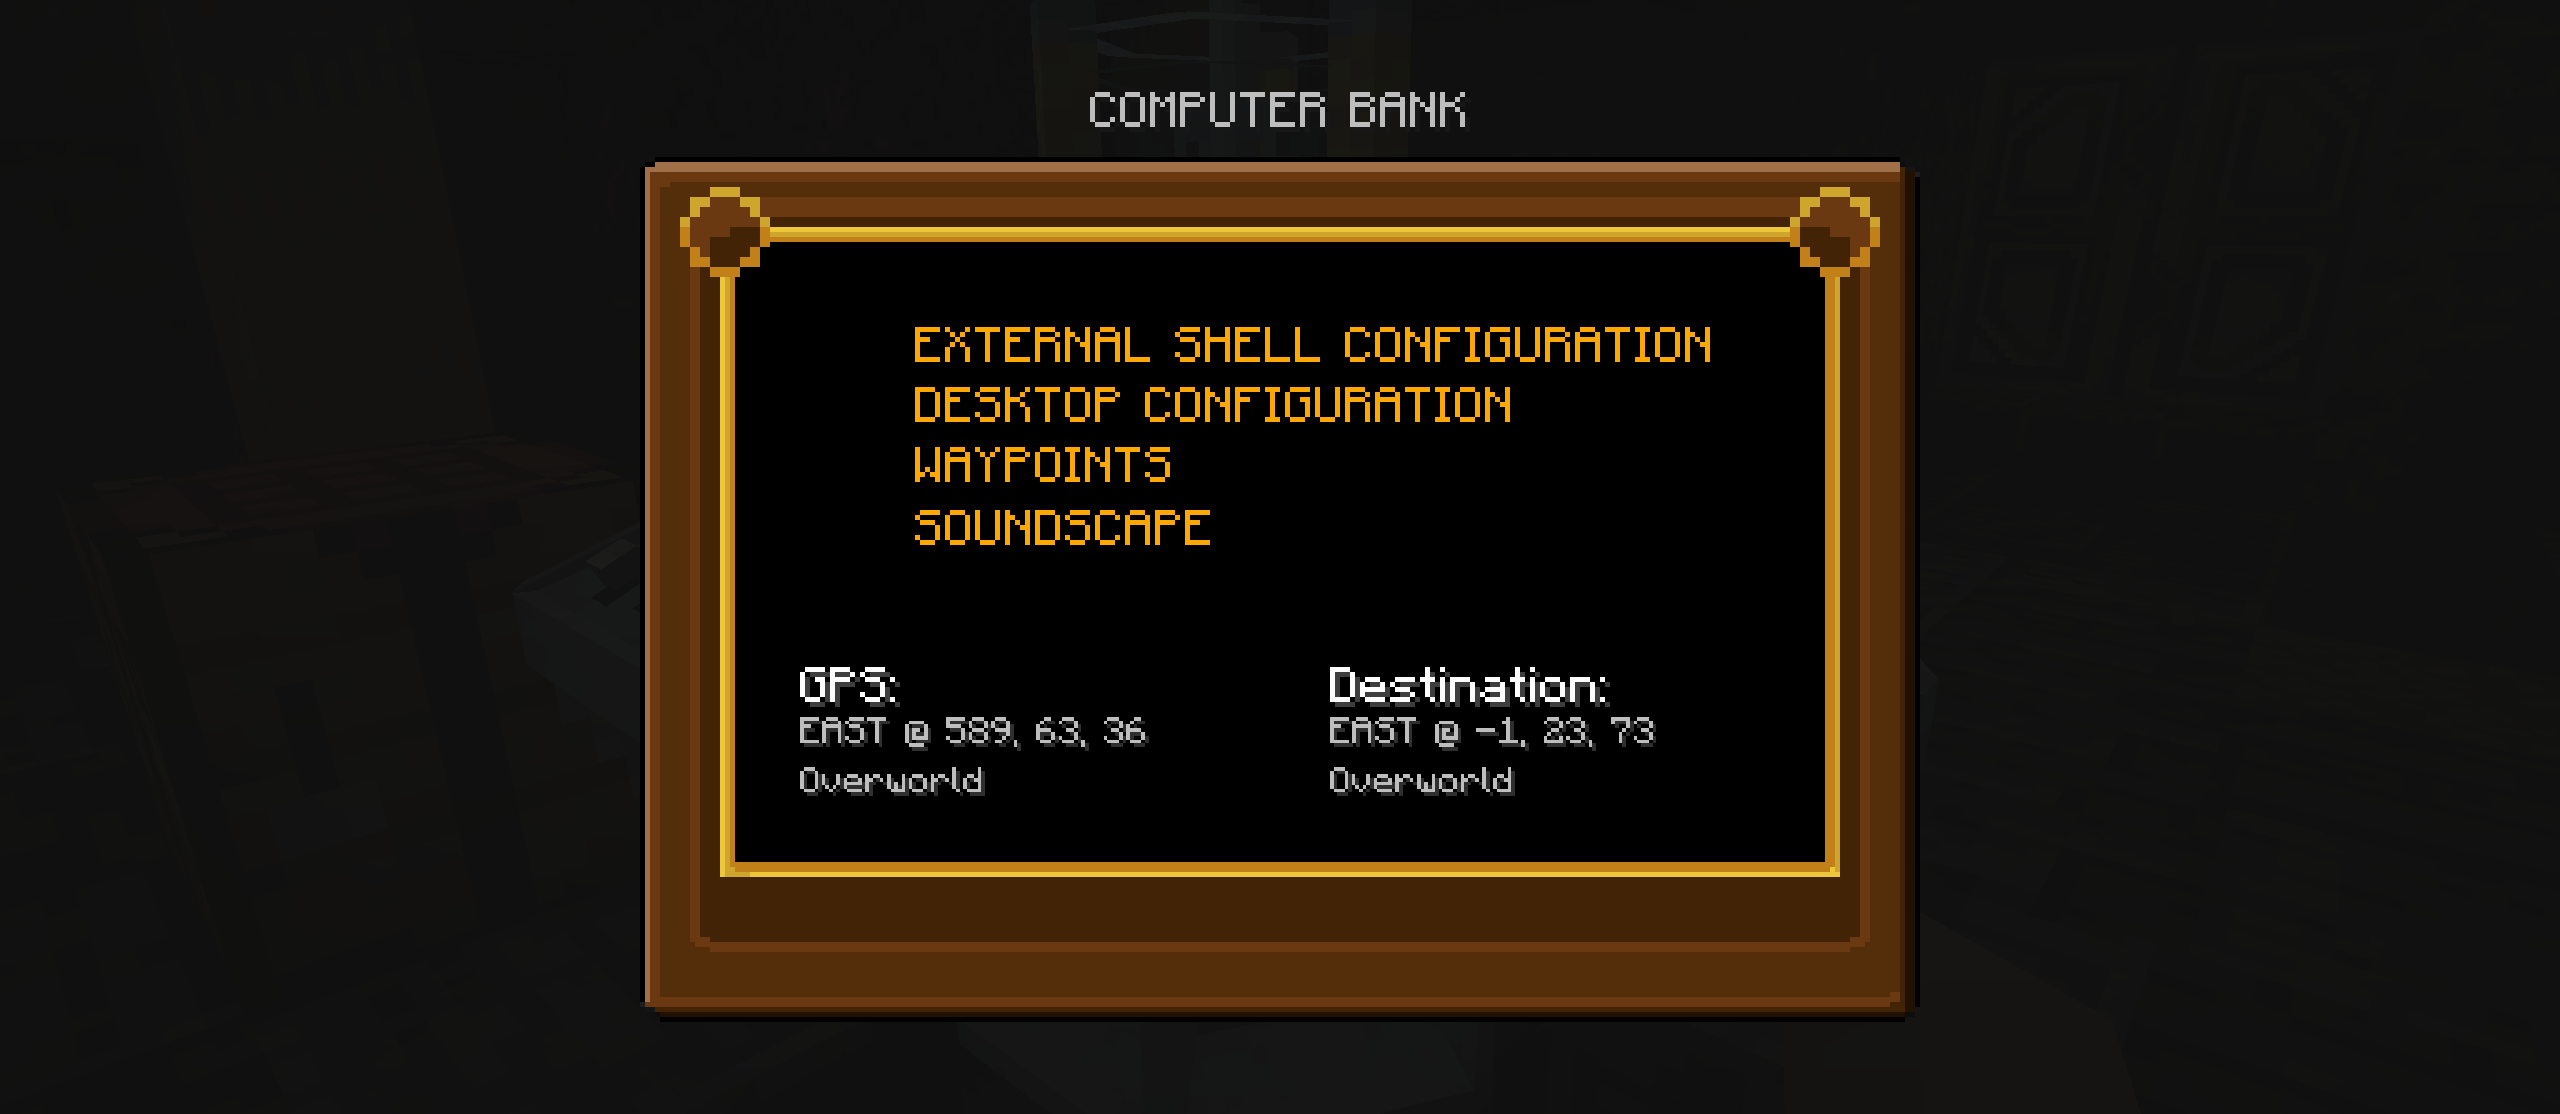 COMPUTER BANK
EXTERNAL SHELL CONFIGURATION
DESKTOP CONFIGURATION
WAYPOINTS
SOUNDSCAPE
GPS:
EAST @ 589, 63, 36
Overworld
Destination:
EAST @ -1, 23, 73
Overworld